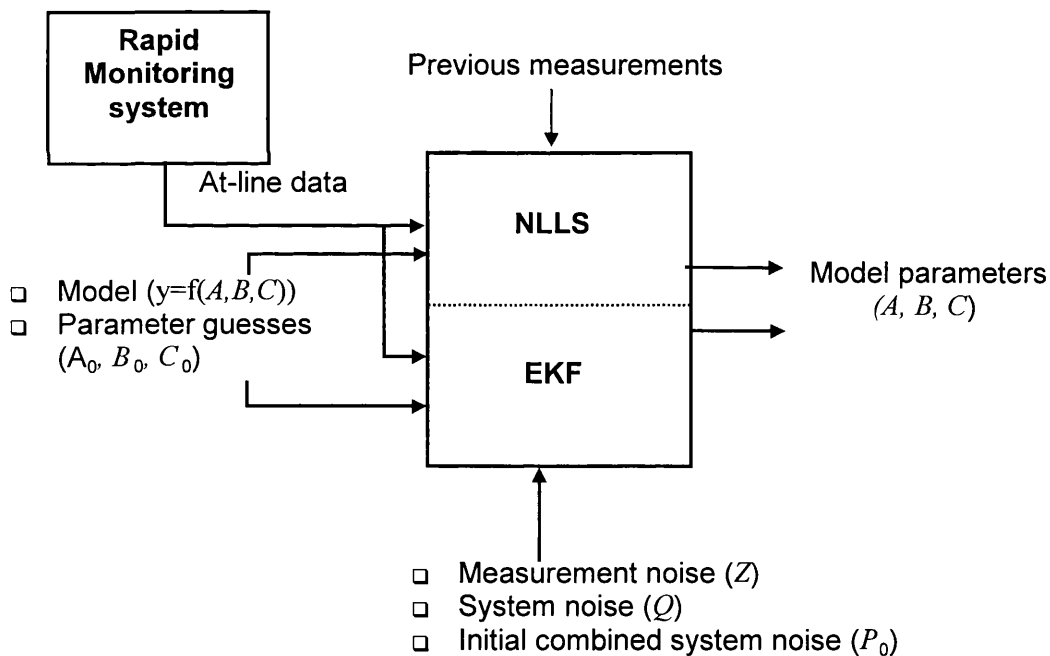 Rapid
Monitoring
system
Previous measurements
At-line data
NLLS
❑ Model (y=f(A,B,C))
❑ Parameter guesses
(A₀, B₀, C₀)
Model parameters
(A, B, C)
EKF
❑ Measurement noise (Z)
❑ System noise (Q)
❑ Initial combined system noise (P₀)